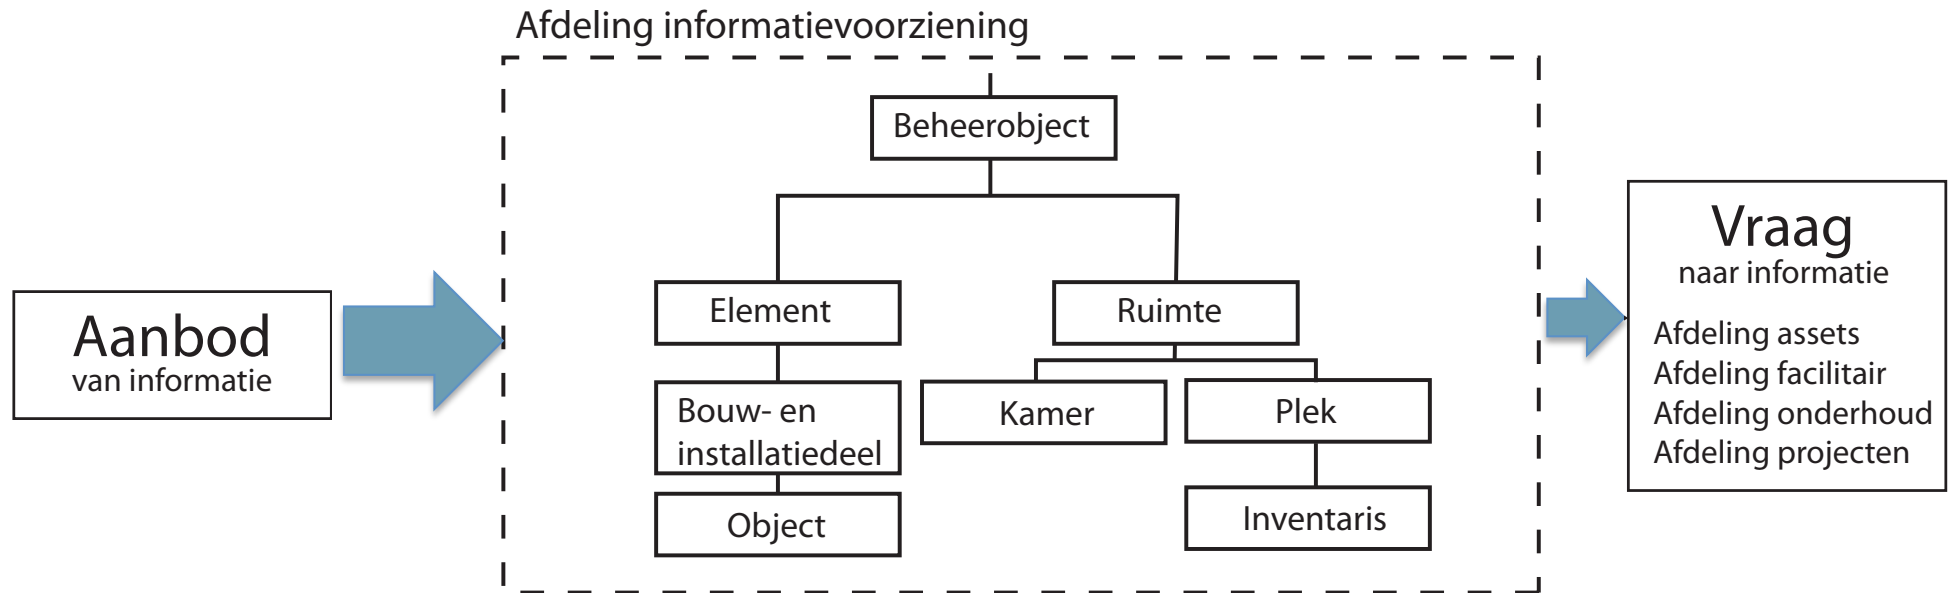 Afdeling informatievoorziening
Aanbod
van informatie
Beheerobject
Element
Ruimte
Bouw- en
installatiedeel
Kamer
Plek
Object
Inventaris
Vraag
naar informatie
Afdeling assets
Afdeling facilitair
Afdeling onderhoud
Afdeling projecten